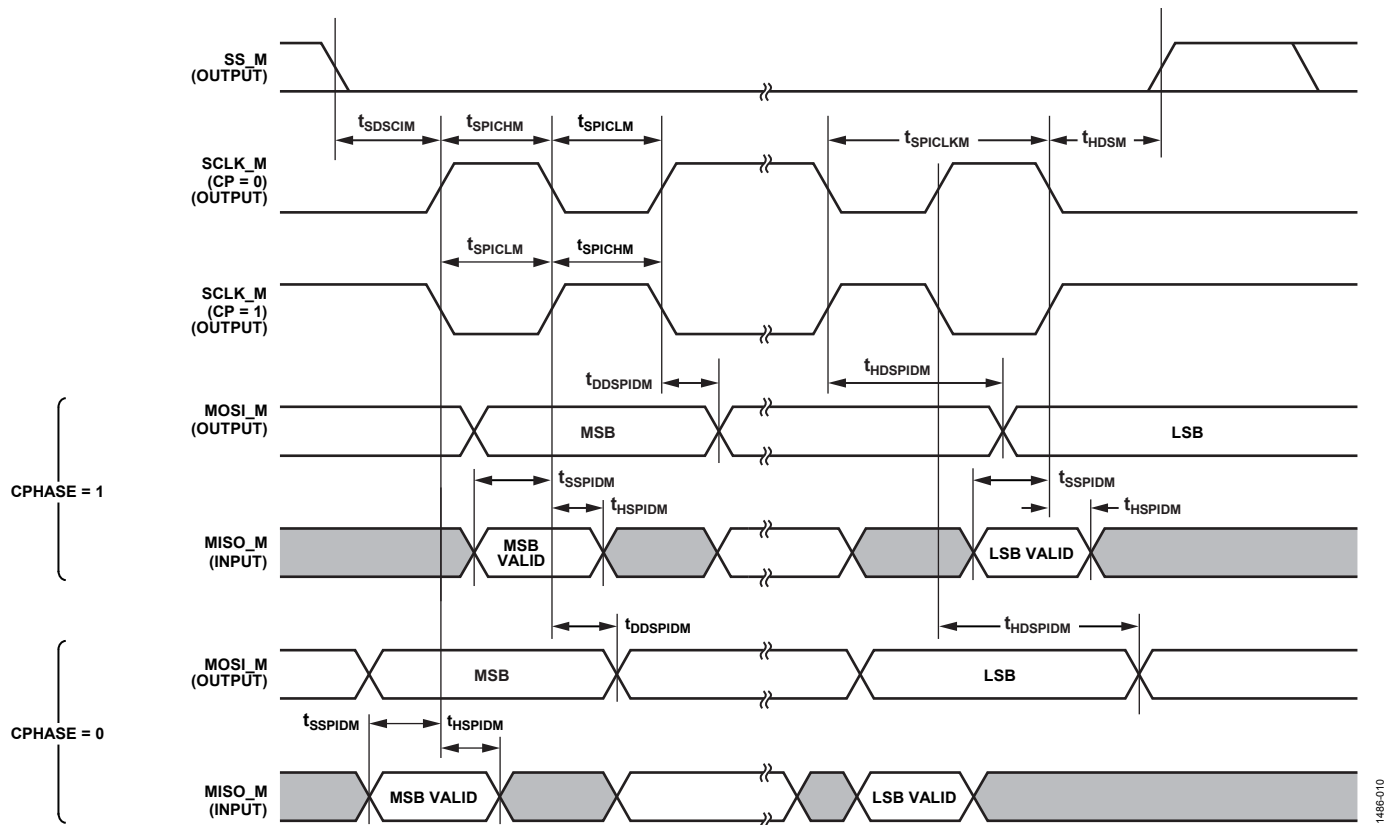 SS_M
(OUTPUT)
tSDSCIM
tSPICHM
tSPICLM
tSPICLKM
tHDSM
SCLK_M
(CP = 0)
(OUTPUT)
tSPICLM
tSPICHM
SCLK_M
(CP = 1)
(OUTPUT)
tDDSPIDM
tHDSPIDM
CPHASE = 1
MOSI_M
(OUTPUT)
MSB
LSB
tSSPIDM
tHSPIDM
tSSPIDM
tHSPIDM
MISO_M
(INPUT)
MSB
VALID
LSB VALID
tDDSPIDM
tHDSPIDM
CPHASE = 0
MOSI_M
(OUTPUT)
MSB
LSB
tSSPIDM
tHSPIDM
MISO_M
(INPUT)
MSB VALID
LSB VALID
1486-010